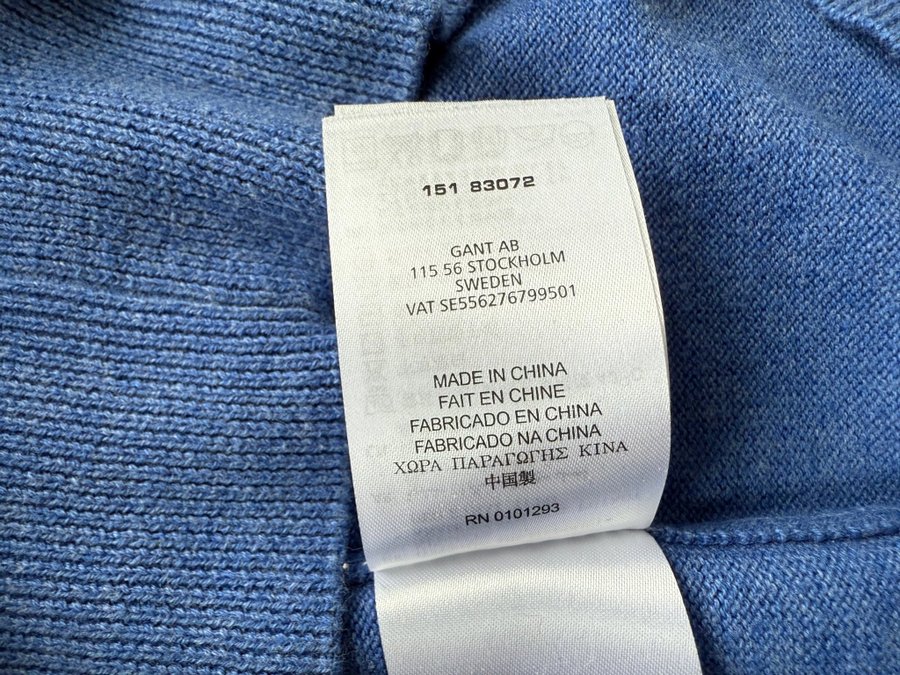 151 83072
GANT AB
115 56 STOCKHOLM
SWEDEN
VAT SE556276799501
MADE IN CHINA
FAIT EN CHINE
FABRICADO EN CHINA
FABRICADO NA CHINA
ΧΩΡΑ ΠΑΡΑΓΩΓΗΣ ΚΙΝΑ
中国製
RN 0101293